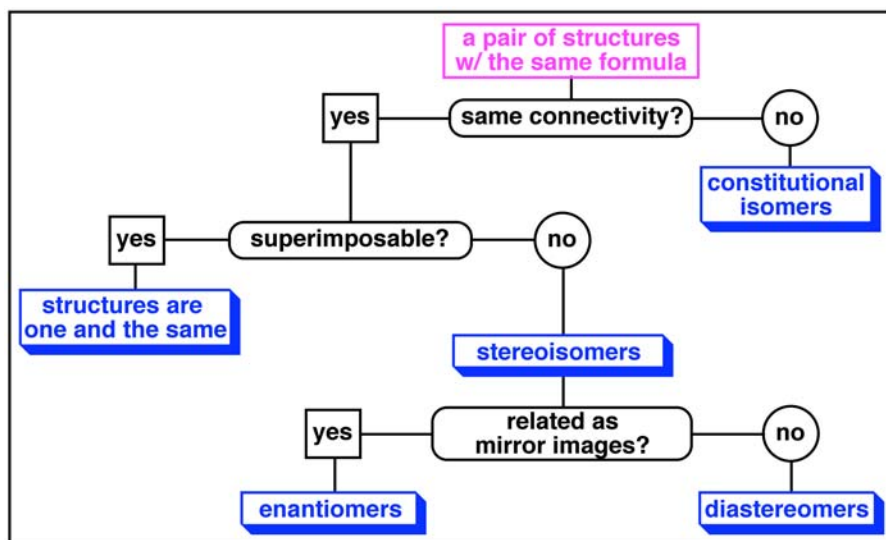 a pair of structures
w/ the same formula
yes
same connectivity?
no
constitutional
isomers
yes
superimposable?
no
structures are
one and the same
stereoisomers
yes
related as
mirror images?
no
enantiomers
diastereomers